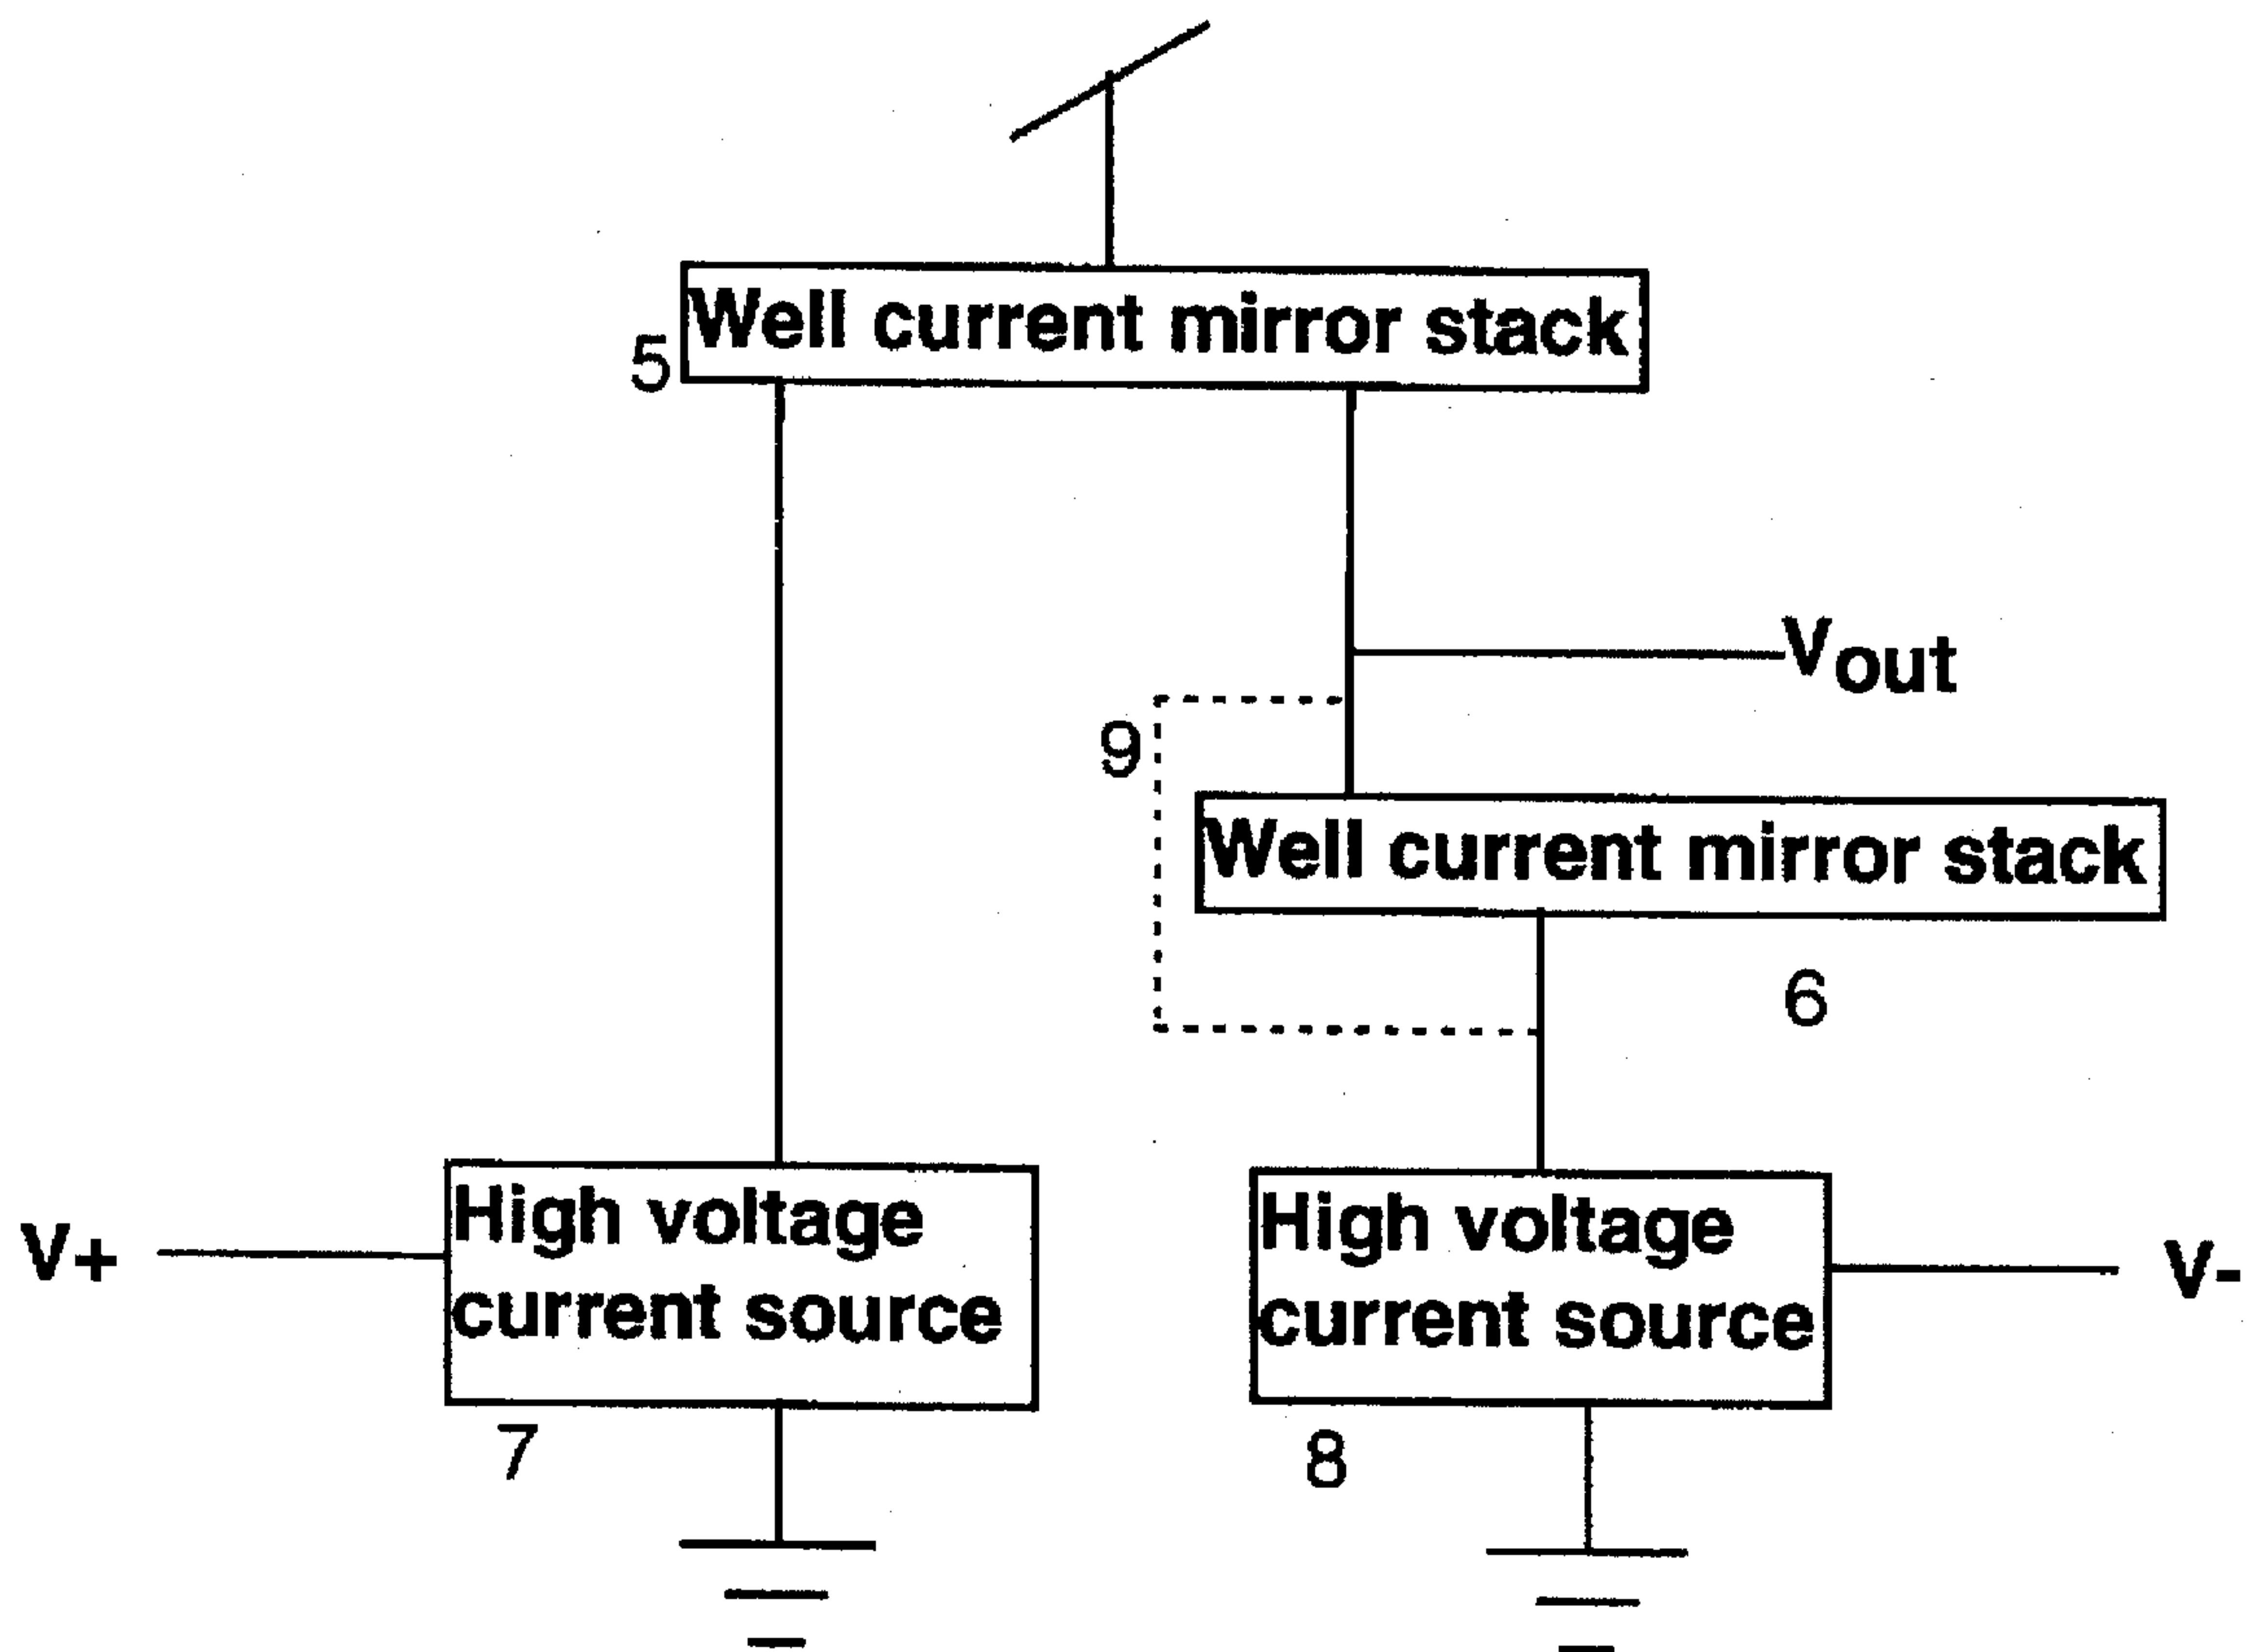 Well current mirror stack
5
Vout
9
Well current mirror stack
6
V+
High voltage
current source
High voltage
current source
V-
7
8